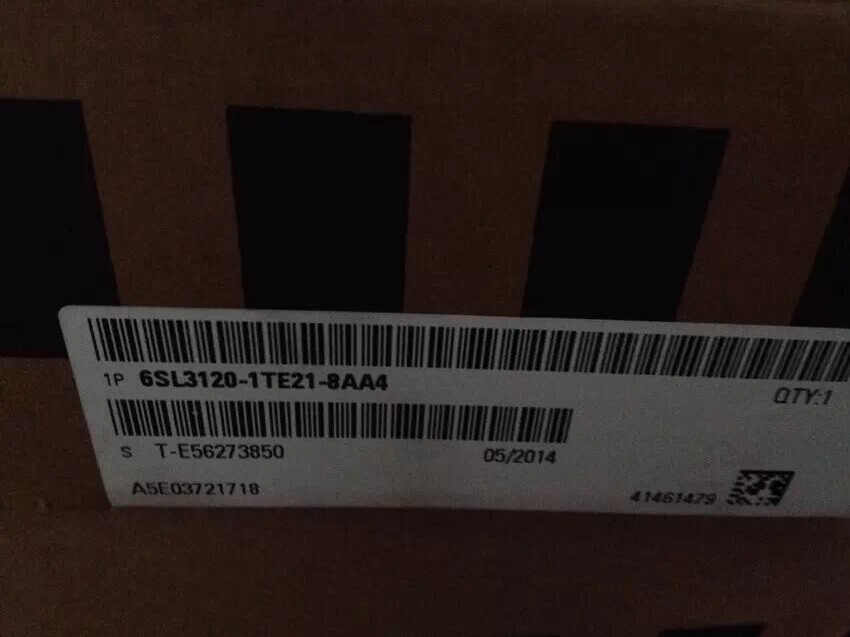 1P 6SL3120-1TE21-8AA4
QTY:1
S T-E56273850 05/2014
A5E03721718
41461479